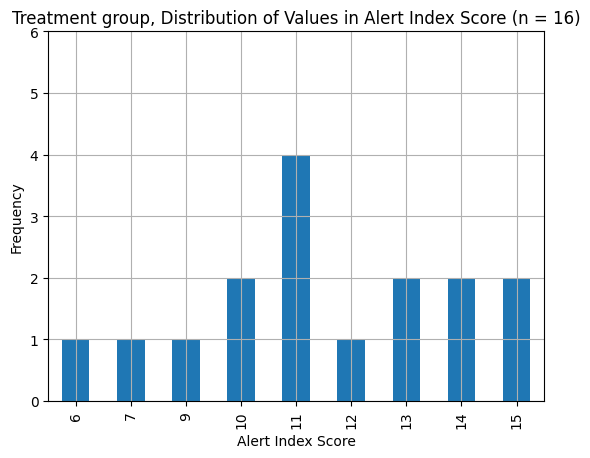 Treatment group, Distribution of Values in Alert Index Score (n = 16)
6
5
4
3
2
1
0
Frequency
6 7 9 10 11 12 13 14 15
Alert Index Score